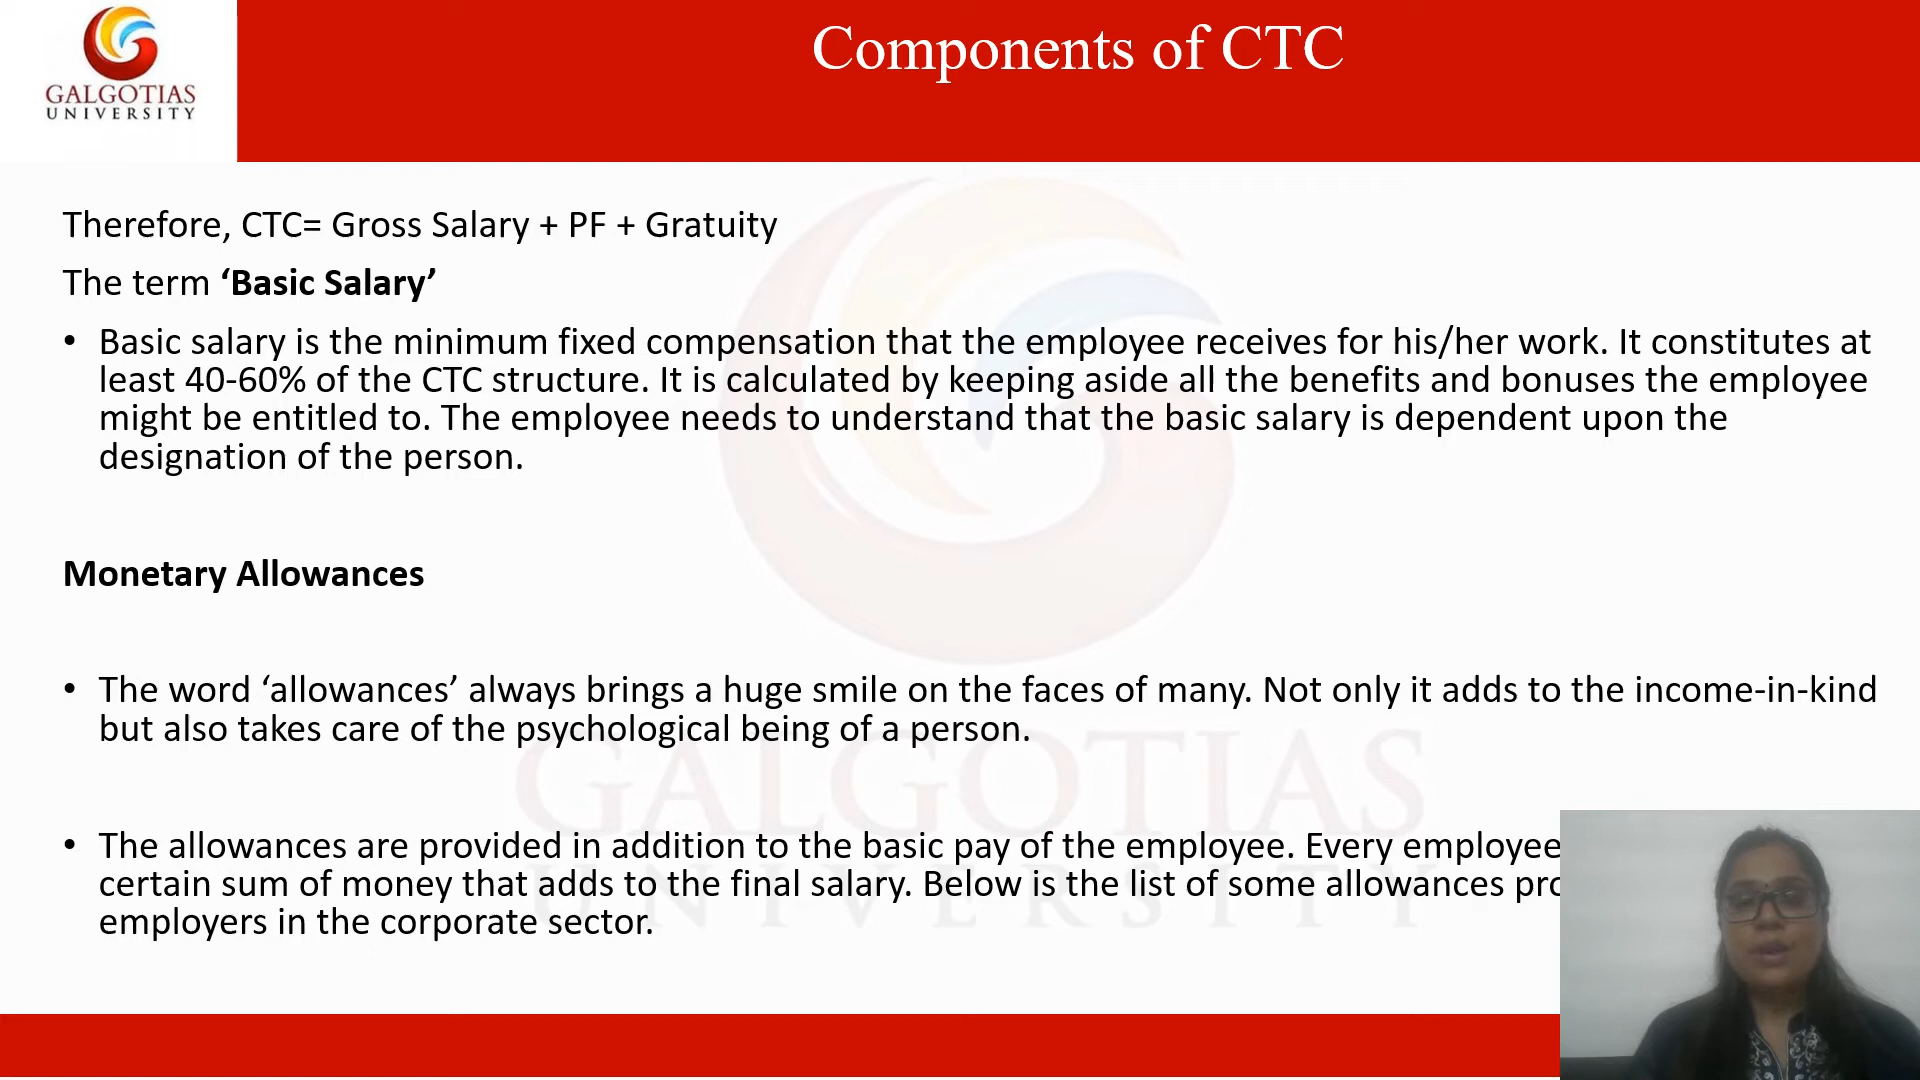 GALGOTIAS
UNIVERSITY
Components of CTC
Therefore, CTC= Gross Salary + PF + Gratuity
The term ‘Basic Salary’
• Basic salary is the minimum fixed compensation that the employee receives for his/her work. It constitutes at
least 40-60% of the CTC structure. It is calculated by keeping aside all the benefits and bonuses the employee
might be entitled to. The employee needs to understand that the basic salary is dependent upon the
designation of the person.
Monetary Allowances
• The word ‘allowances’ always brings a huge smile on the faces of many. Not only it adds to the income-in-kind
but also takes care of the psychological being of a person.
• The allowances are provided in addition to the basic pay of the employee. Every employee
certain sum of money that adds to the final salary. Below is the list of some allowances
employers in the corporate sector.
GALGOTIAS
UNIVERSITY